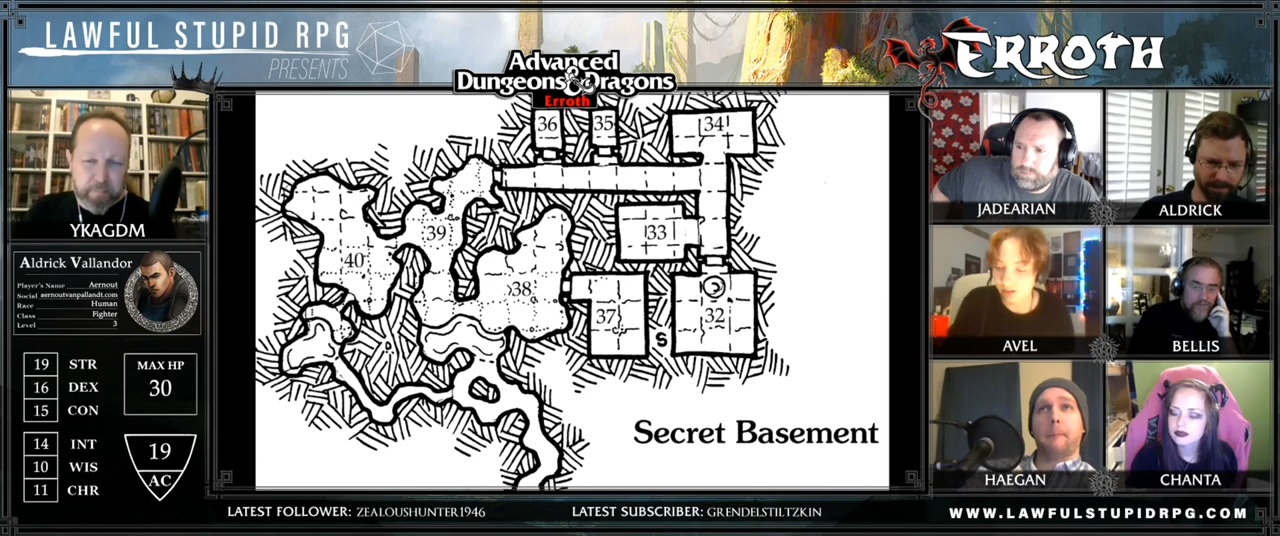 LAWFUL STUPID RPG
PRESENTS
Advanced
Dungeons & Dragons
Erroth
ERROTH
YKAGDM
Aldrick Vallandor
Player's Name Aernout
Social aernoutvanpallandt.com
Race Human
Class Fighter
Level 3
19 STR
16 DEX
15 CON
MAX HP
30
14 INT
10 WIS
11 CHR
19
AC
36
35
34
33
39
40
38
37
32
S
Secret Basement
JADEARIAN
ALDRICK
AVEL
BELLIS
HAEGAN
CHANTA
LATEST FOLLOWER: ZEALOUSHUNTER1946
LATEST SUBSCRIBER: GRENDELSTILTZKIN
WWW.LAWFULSTUPIDRPG.COM